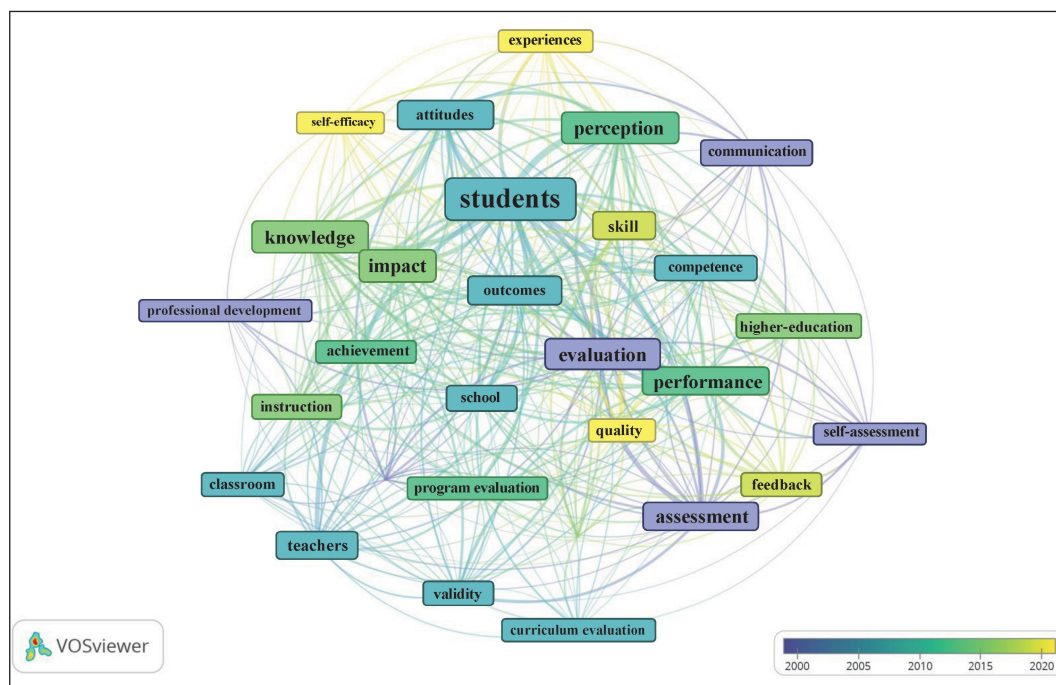 experiences
self-efficacy
attitudes
perception
communication
students
skill
knowledge
impact
competence
outcomes
professional development
higher-education
achievement
evaluation
performance
school
instruction
quality
self-assessment
classroom
program evaluation
feedback
assessment
teachers
validity
curriculum evaluation
VOSviewer
2000 2005 2010 2015 2020